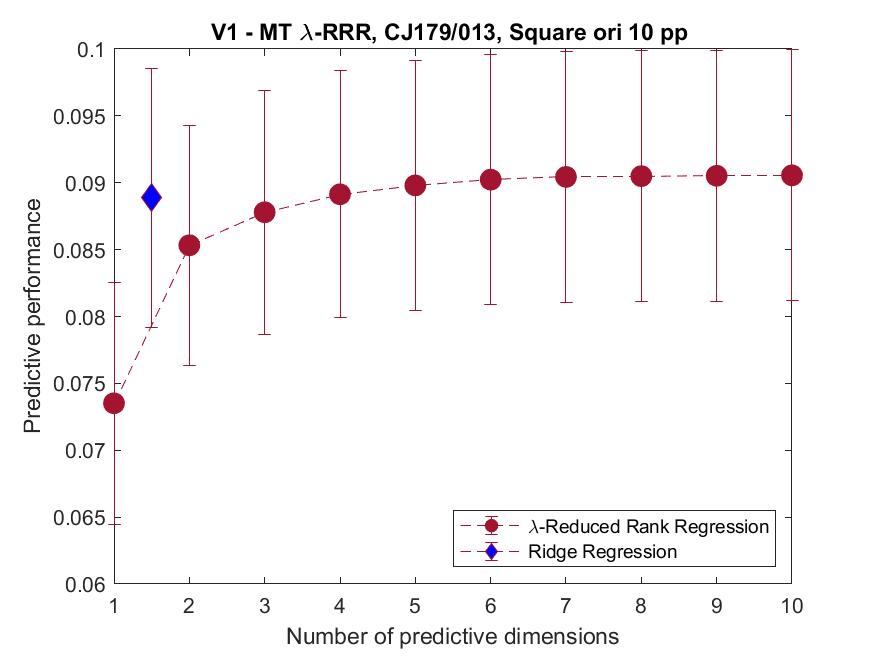 V1 - MT λ-RRR, CJ179/013, Square ori 10 pp
0.1
0.095
0.09
0.085
0.08
0.075
0.07
0.065
0.06
Predictive performance
1 2 3 4 5 6 7 8 9 10
Number of predictive dimensions
λ-Reduced Rank Regression
Ridge Regression